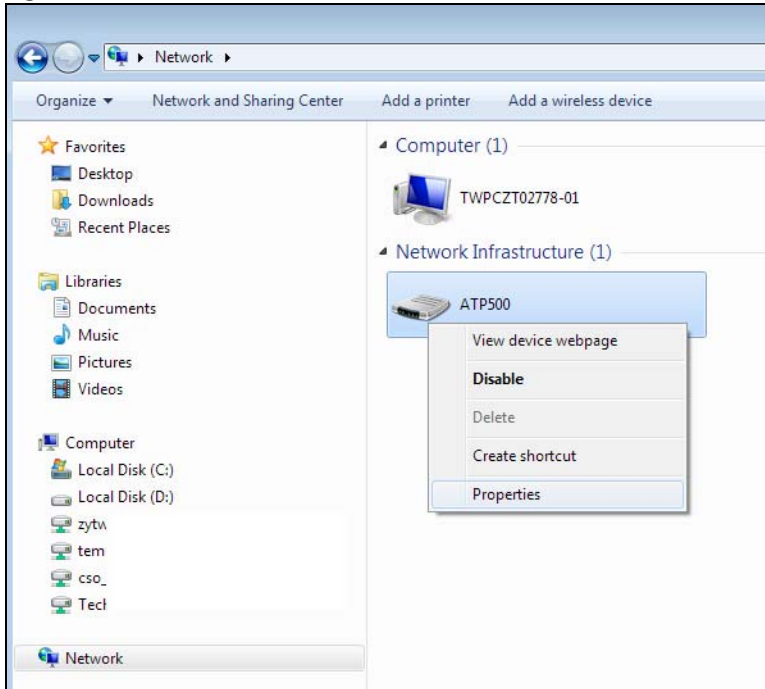 Network
Organize Network and Sharing Center Add a printer Add a wireless device
Favorites
Desktop
Downloads
Recent Places
Libraries
Documents
Music
Pictures
Videos
Computer
Local Disk (C:)
Local Disk (D:)
zytw
tem
cso_
Tecl
Network
Computer (1)
TWPCZT02778-01
Network Infrastructure (1)
ATP500
View device webpage
Disable
Delete
Create shortcut
Properties